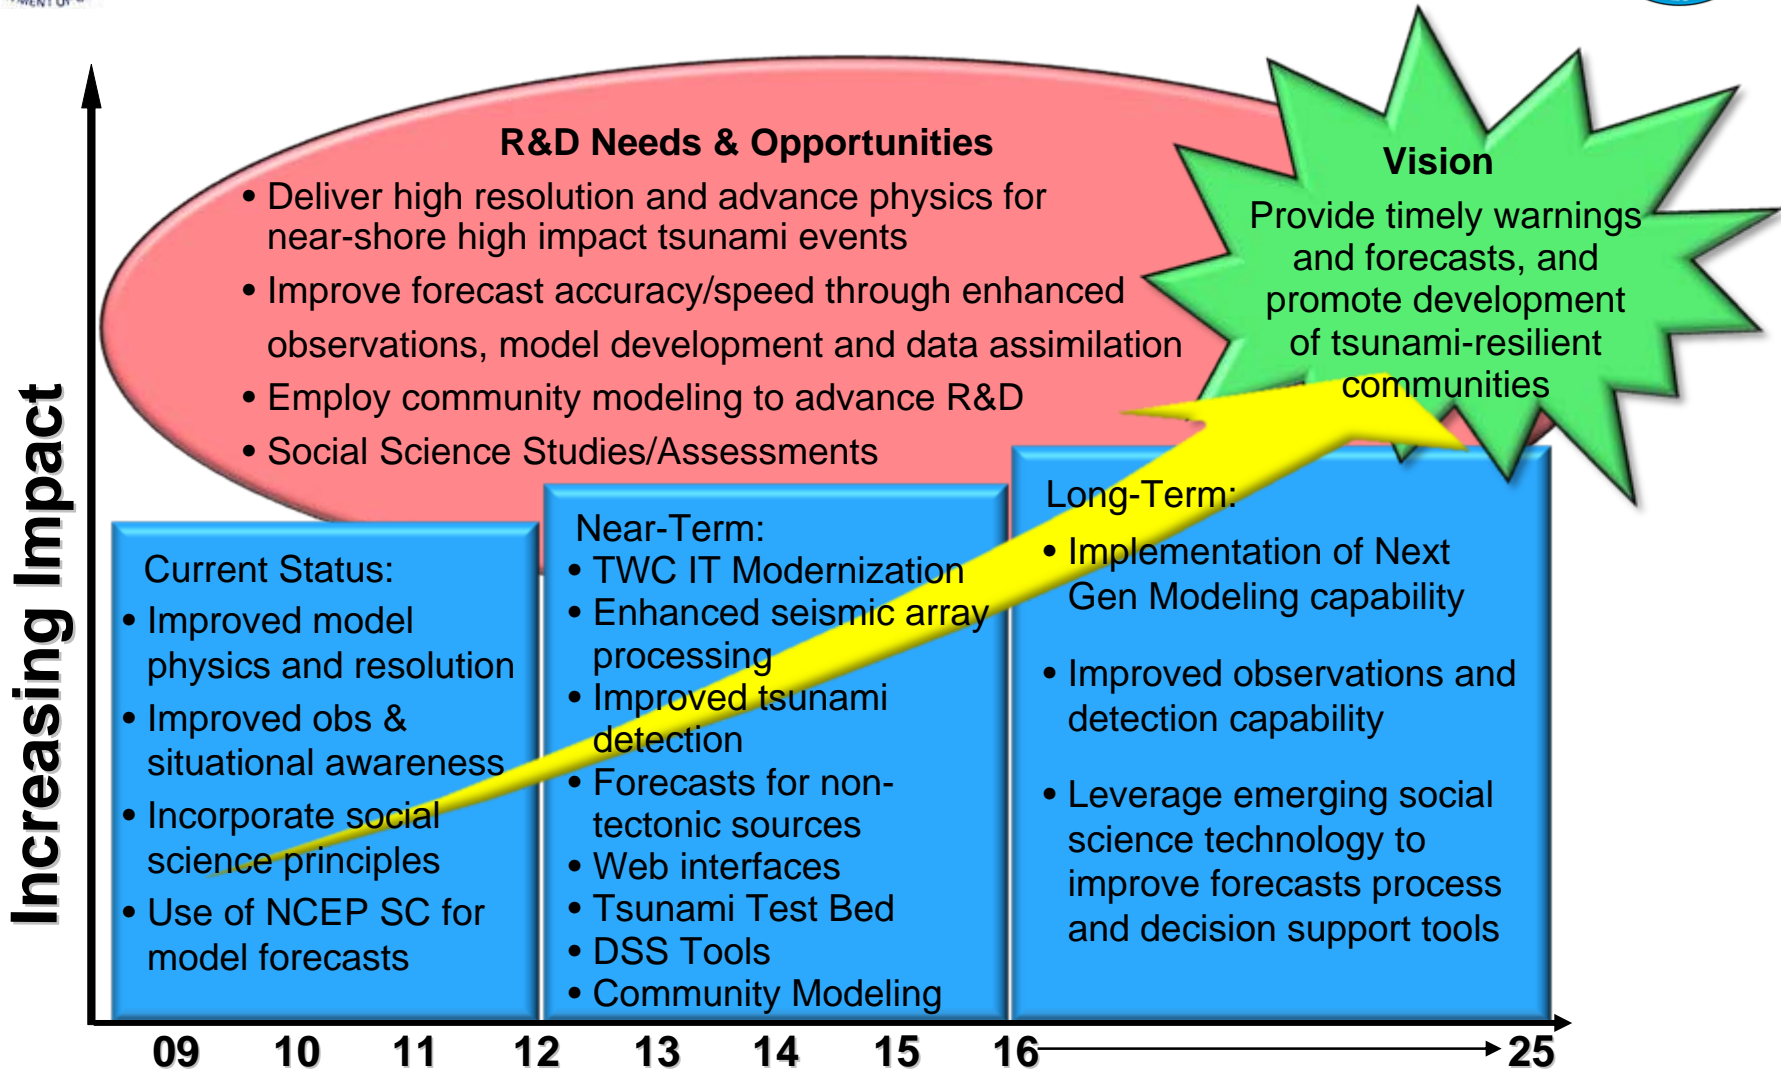 R&D Needs & Opportunities
• Deliver high resolution and advance physics for
near-shore high impact tsunami events
• Improve forecast accuracy/speed through enhanced
observations, model development and data assimilation
• Employ community modeling to advance R&D
• Social Science Studies/Assessments
Vision
Provide timely warnings
and forecasts, and
promote development
of tsunami-resilient
communities
Increasing Impact
Current Status:
• Improved model
physics and resolution
• Improved obs &
situational awareness
• Incorporate social
science principles
• Use of NCEP SC for
model forecasts
Near-Term:
• TWC IT Modernization
• Enhanced seismic array
processing
• Improved tsunami
detection
• Forecasts for non-
tectonic sources
• Web interfaces
• Tsunami Test Bed
• DSS Tools
• Community Modeling
Long-Term:
• Implementation of Next
Gen Modeling capability
• Improved observations and
detection capability
• Leverage emerging social
science technology to
improve forecasts process
and decision support tools
09 10 11 12 13 14 15 16 25